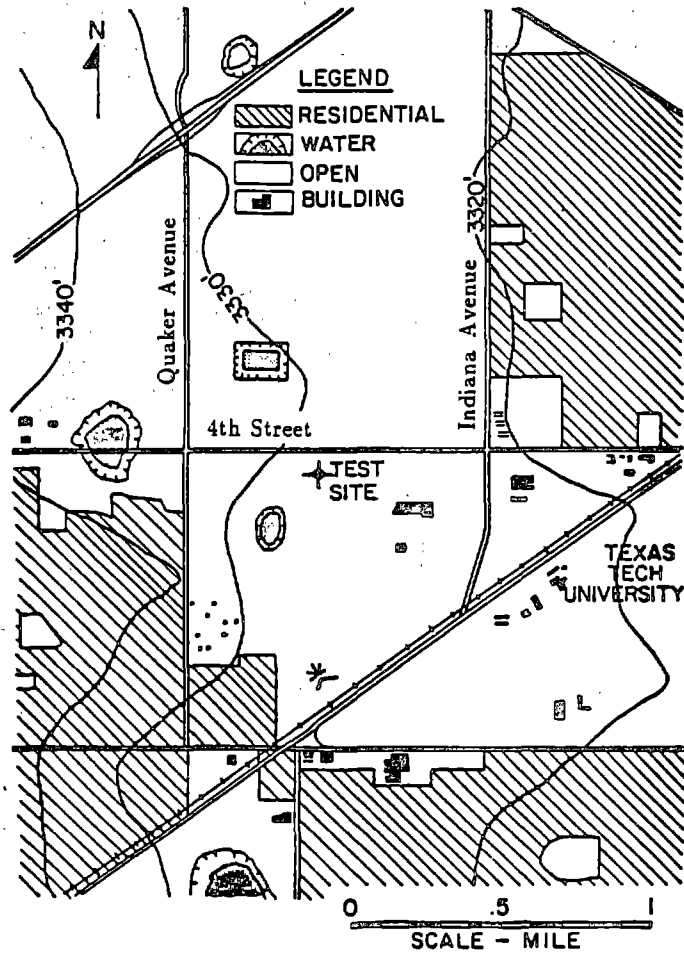 N
LEGEND
RESIDENTIAL
WATER
OPEN
BUILDING
3320'
3340'
Quaker Avenue
3330'
Indiana Avenue
4th Street
TEST
SITE
TEXAS
TECH
UNIVERSITY
0 .5 1
SCALE - MILE